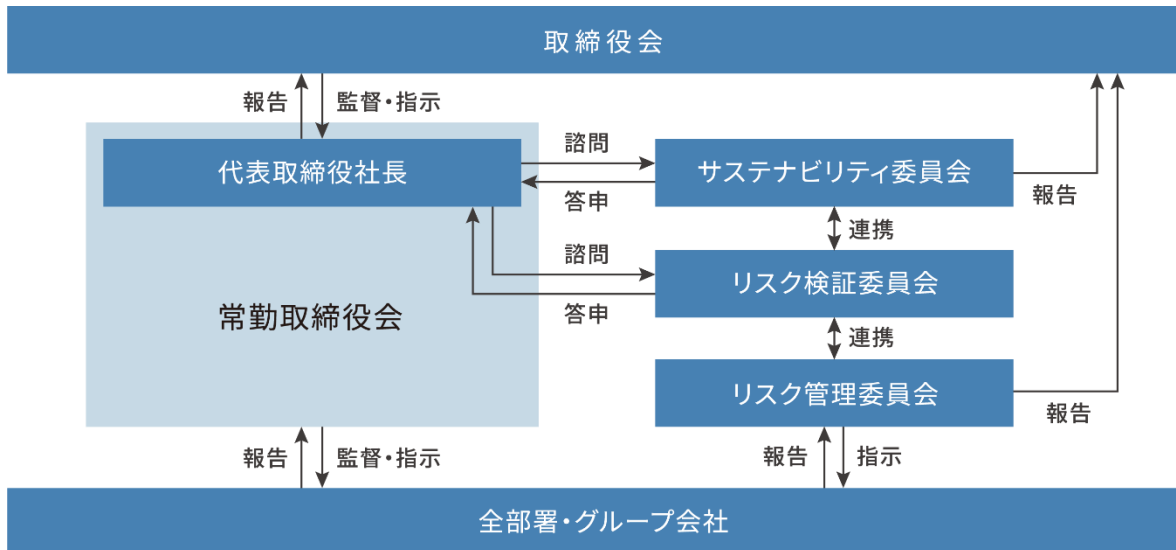 取締役会
報告
監督・指示
代表取締役社長
諮問
答申
サステナビリティ委員会
報告
連携
諮問
答申
リスク検証委員会
常勤取締役会
連携
リスク管理委員会
報告
報告
監督・指示
報告
指示
全部署・グループ会社